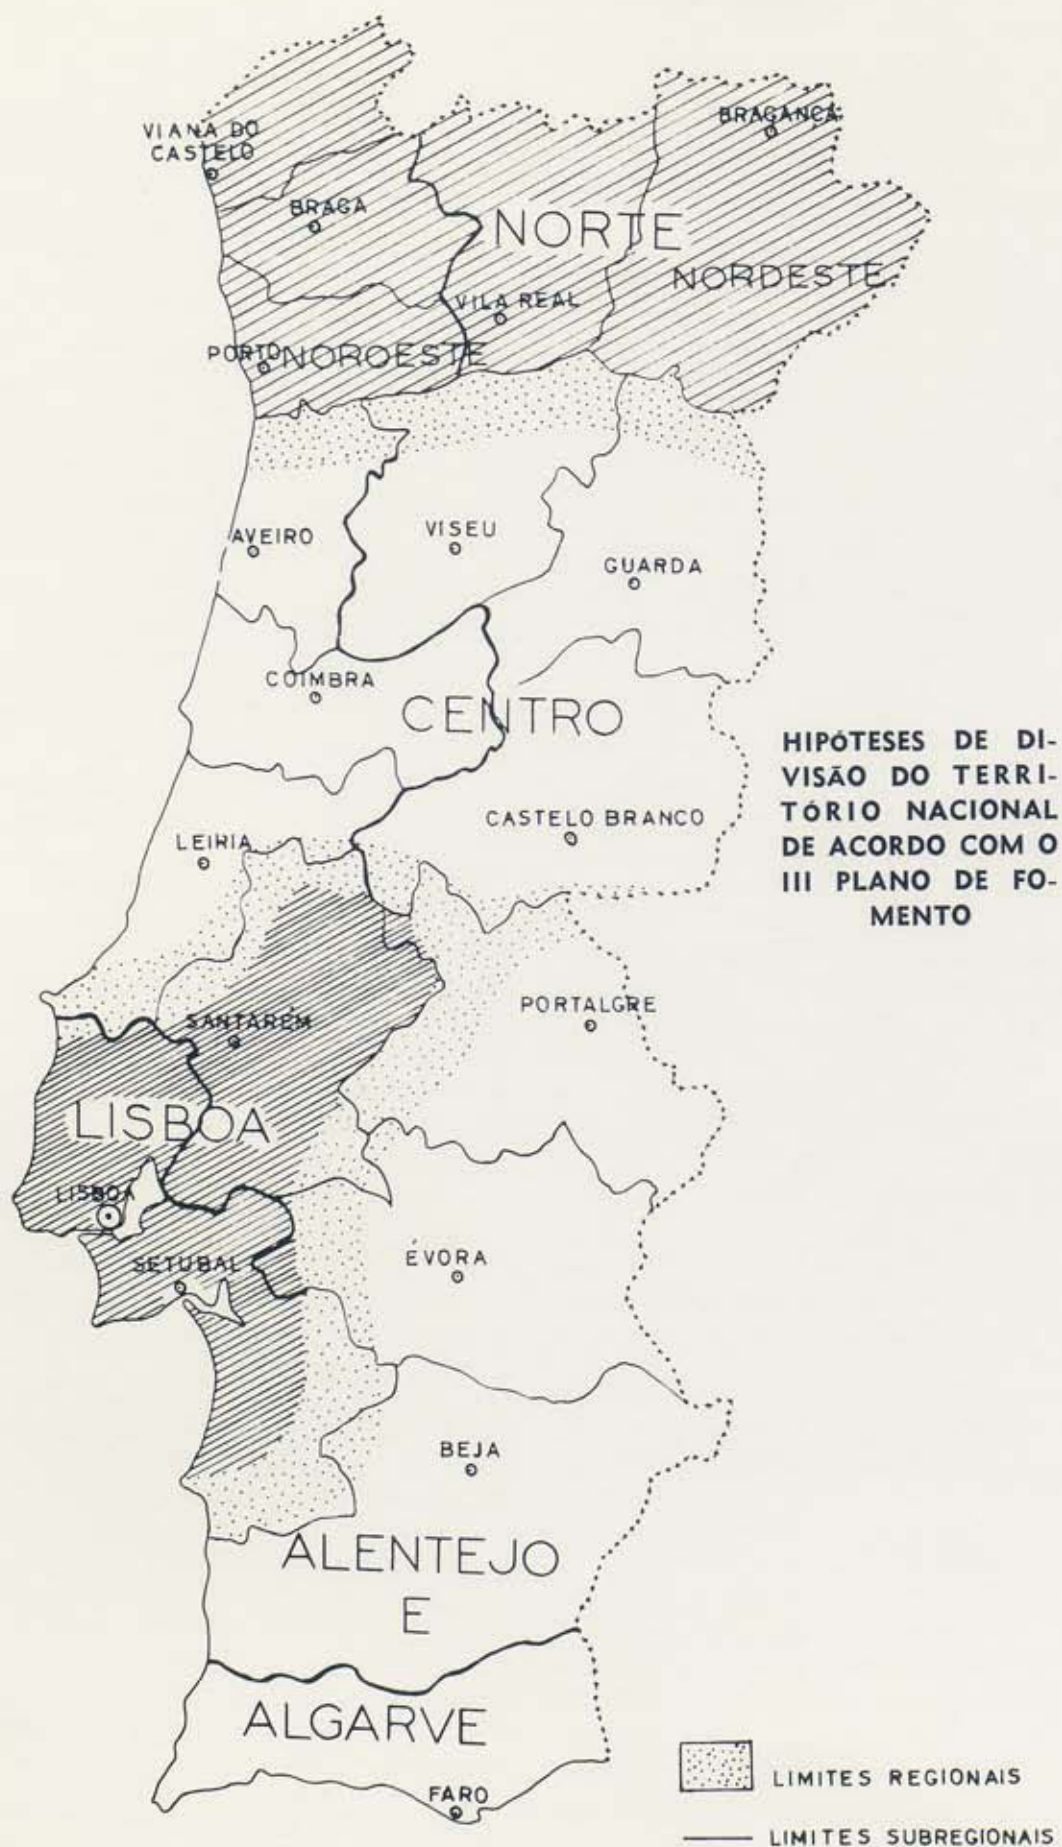 VIANA DO
CASTELO
BRAGANCA
BRAGA
NORTE
NORDESTE
VILA REAL
PORTO
NOROESTE
AVEIRO
VISEU
GUARDA
COIMBRA
CENTRO
HIPÓTESES DE DI-
VISÃO DO TERRI-
TÓRIO NACIONAL
DE ACORDO COM O
III PLANO DE FO-
MENTO
LEIRIA
CASTELO BRANCO
SANTARÉM
PORTALGRE
LISBOA
LISBOA
SETUBAL
ÉVORA
BEJA
ALENTEJO
E
ALGARVE
FARO
LIMITES REGIONAIS
LIMITES SUBREGIONAIS